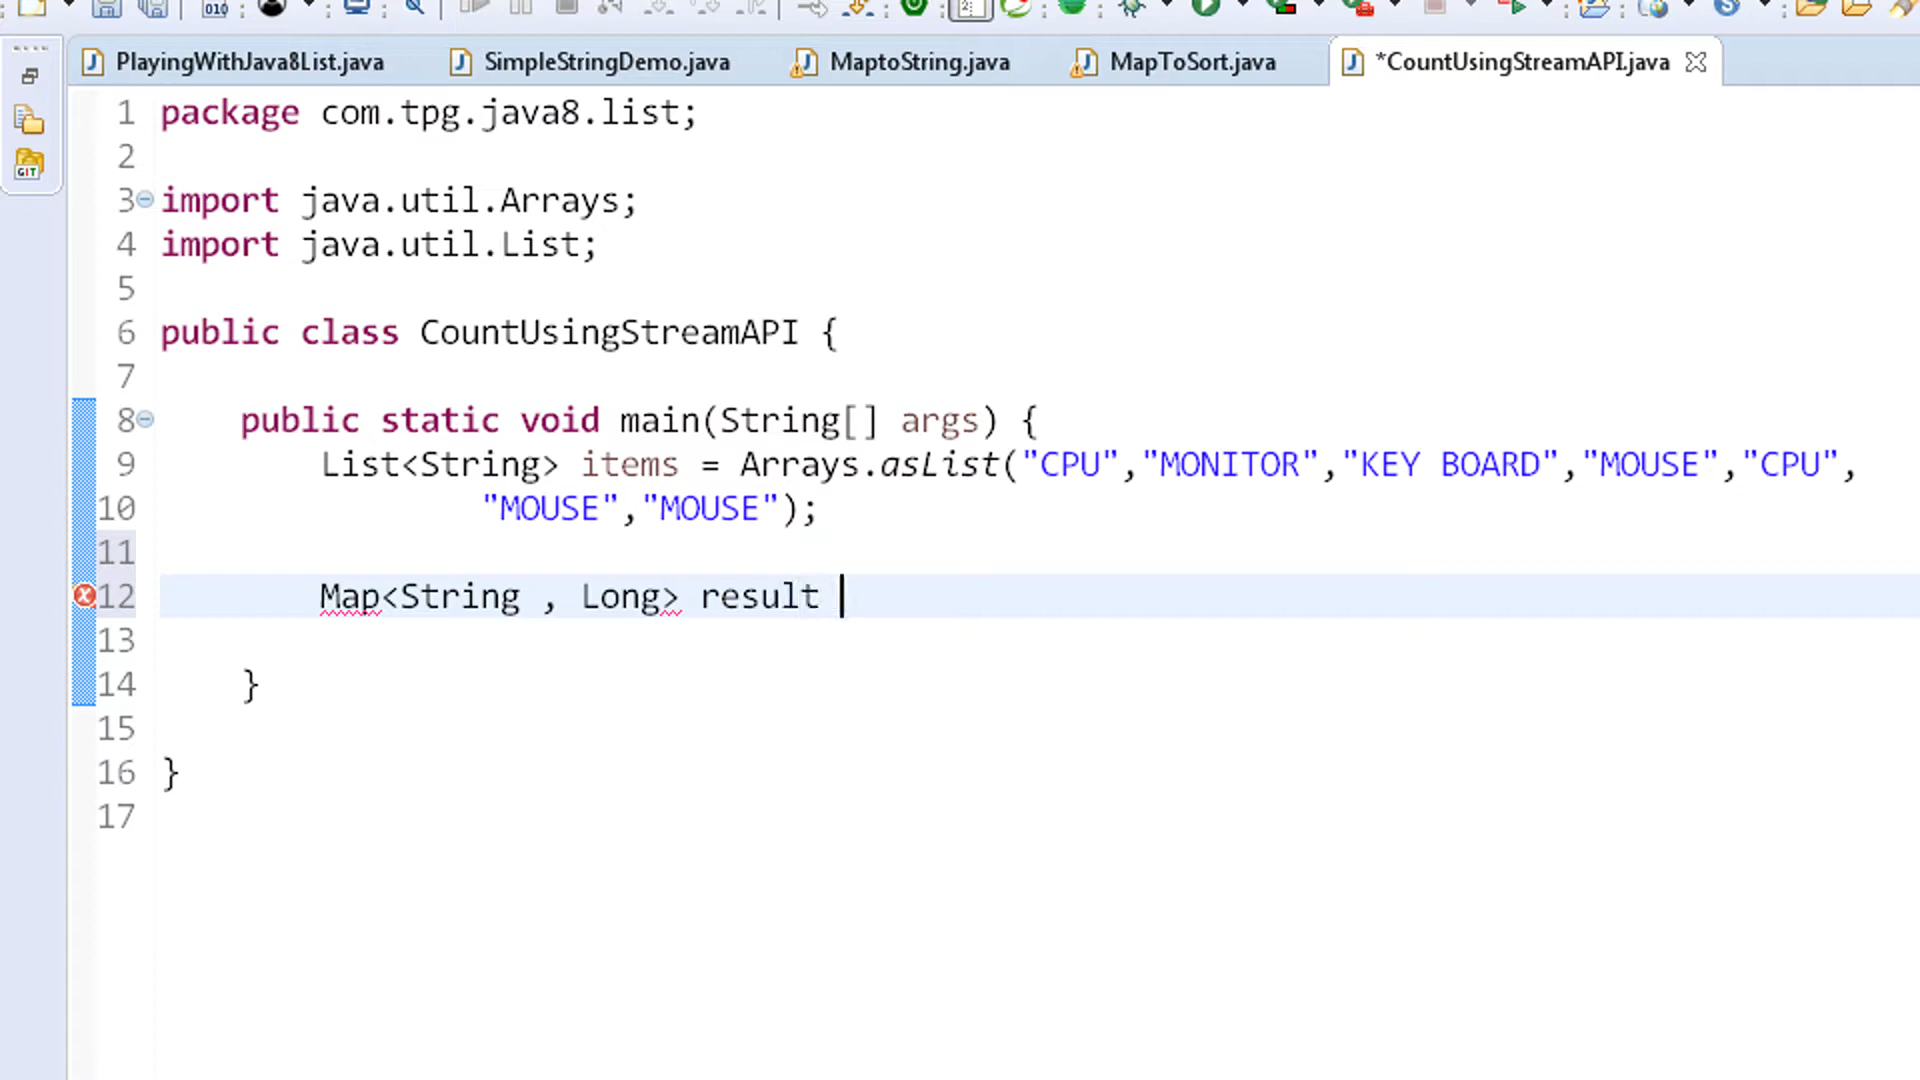 010
PlayingWithJava8List.java SimpleStringDemo.java MaptoString.java MapToSort.java *CountUsingStreamAPI.java
1 package com.tpg.java8.list;
2
3 import java.util.Arrays;
4 import java.util.List;
5
6 public class CountUsingStreamAPI {
7
8 public static void main(String[] args) {
9 List<String> items = Arrays.asList("CPU","MONITOR","KEY BOARD","MOUSE","CPU",
10 "MOUSE","MOUSE");
11
12 Map<String , Long> result
13
14 }
15
16 }
17
GIT